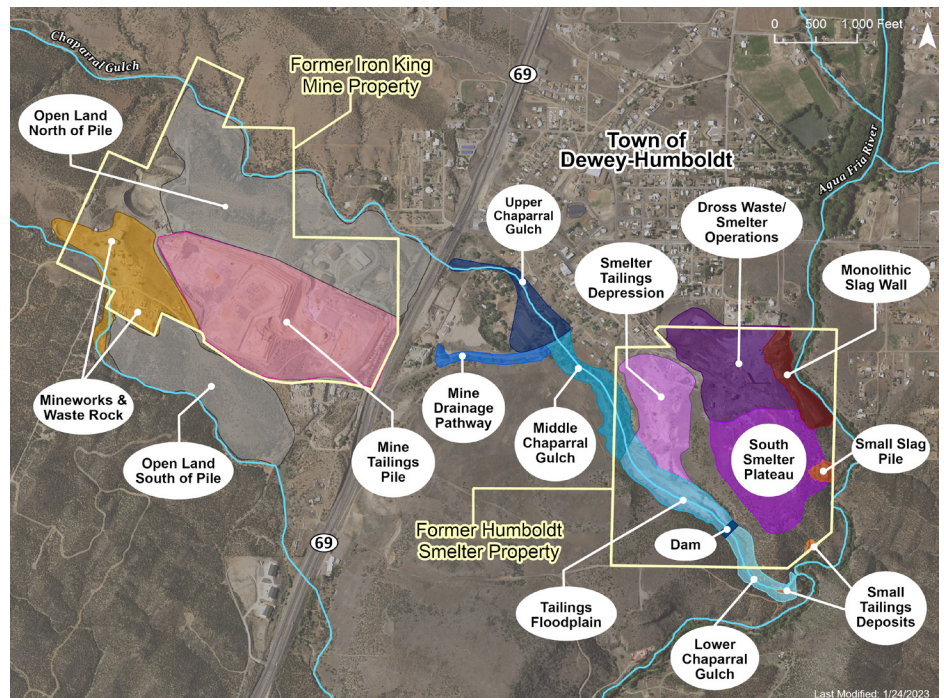 0 500 1,000 Feet
N
Chaparral Gulch
69
Former Iron King
Mine Property
Open Land
North of Pile
Town of
Dewey-Humboldt
Agua Fria River
Upper
Chaparral
Gulch
Dross Waste/
Smelter
Operations
Smelter
Tailings
Depression
Monolithic
Slag Wall
Mineworks &
Waste Rock
Mine
Drainage
Pathway
Middle
Chaparral
Gulch
South
Smelter
Plateau
Small Slag
Pile
Open Land
South of Pile
Mine
Tailings
Pile
Former Humboldt
Smelter Property
69
Dam
Tailings
Floodplain
Small
Tailings
Deposits
Lower
Chaparral
Gulch
Last Modified: 1/24/2023